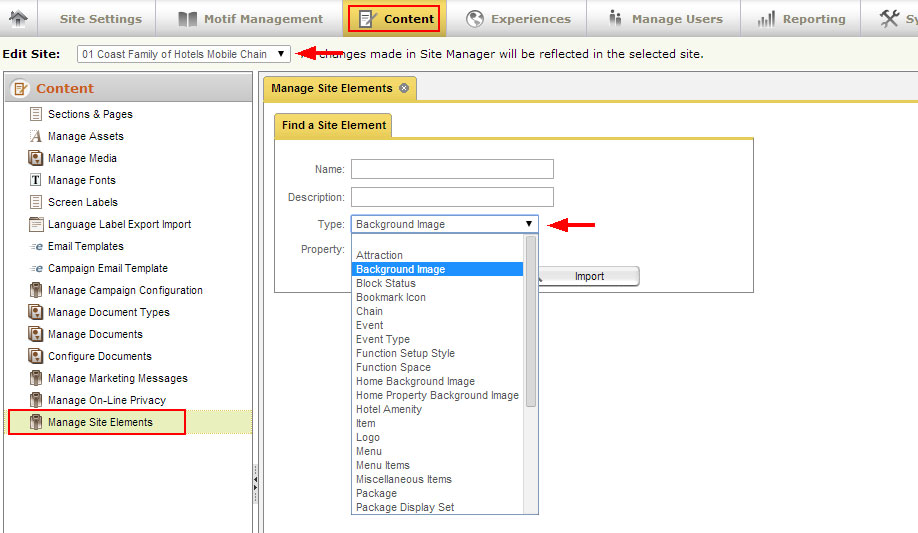 Site Settings Motif Management Content Experiences Manage Users Reporting
Edit Site: 01 Coast Family of Hotels Mobile Chain changes made in Site Manager will be reflected in the selected site.
Content
Sections & Pages
Manage Assets
Manage Media
Manage Fonts
Screen Labels
Language Label Export Import
Email Templates
Campaign Email Template
Manage Campaign Configuration
Manage Document Types
Manage Documents
Configure Documents
Manage Marketing Messages
Manage On-Line Privacy
Manage Site Elements
Manage Site Elements
Find a Site Element
Name:
Description:
Type: Background Image
Property:
Attraction
Background Image
Block Status
Bookmark Icon
Chain
Event
Event Type
Function Setup Style
Function Space
Home Background Image
Home Property Background Image
Hotel Amenity
Item
Logo
Menu
Menu Items
Miscellaneous Items
Package
Package Display Set
Import